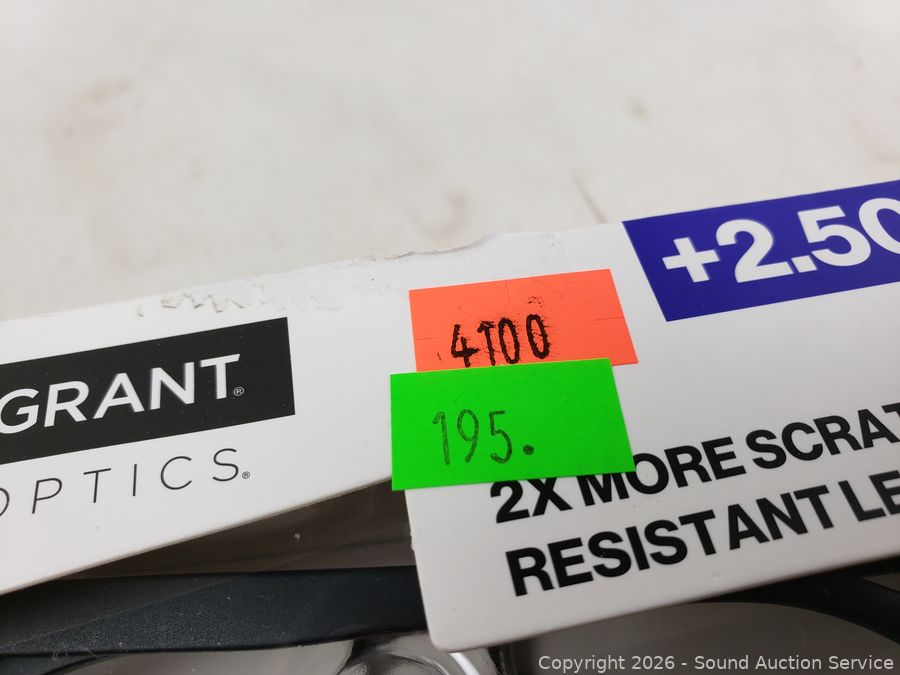 +2.50
4100
GRANT®
195.
OPTICS®
2X MORE SCRAT
RESISTANT LE
Copyright 2026 - Sound Auction Service